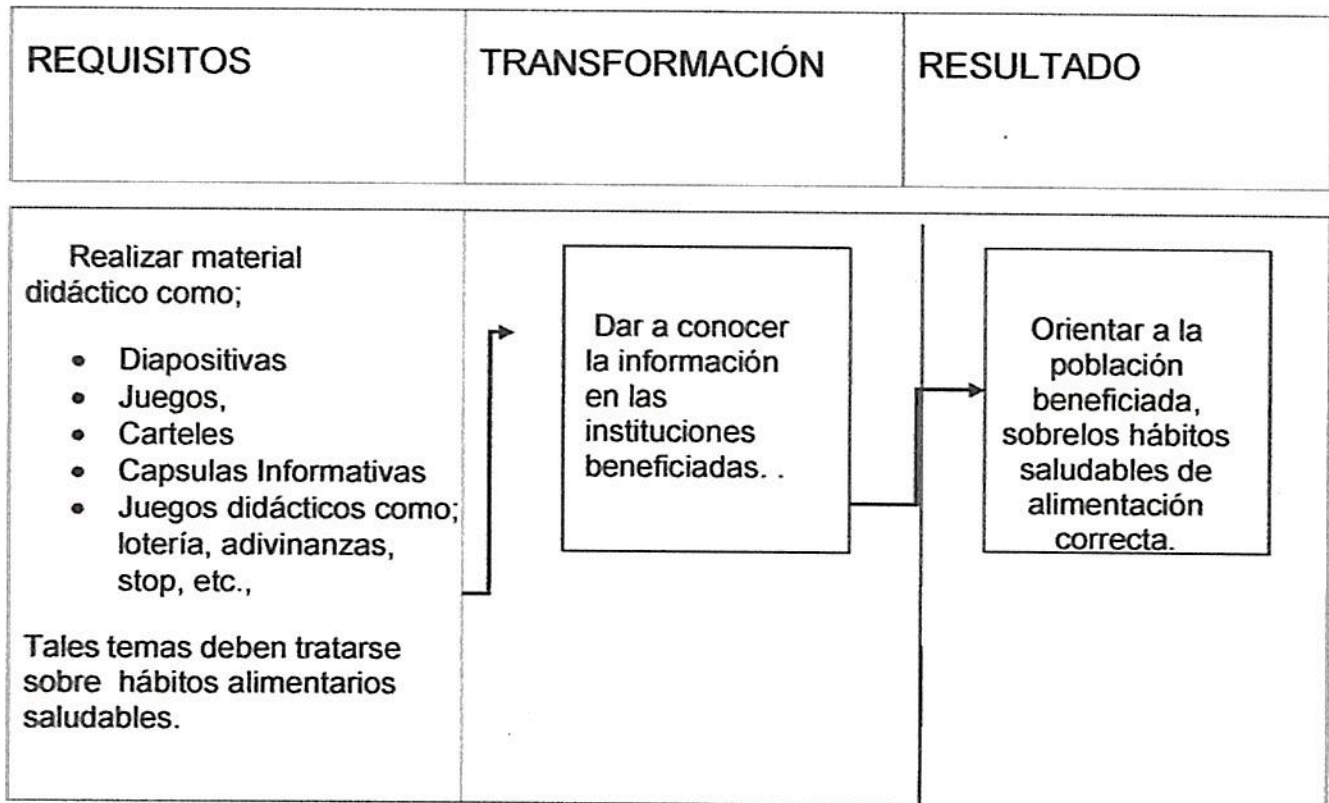 REQUISITOS
TRANSFORMACIÓN
RESULTADO
Realizar material
didáctico como;
• Diapositivas
• Juegos,
• Carteles
• Capsulas Informativas
• Juegos didácticos como;
lotería, adivinanzas,
stop, etc.,
Tales temas deben tratarse
sobre hábitos alimentarios
saludables.
Dar a conocer
la información
en las
instituciones
beneficiadas. .
Orientar a la
población
beneficiada,
sobrelos hábitos
saludables de
alimentación
correcta.